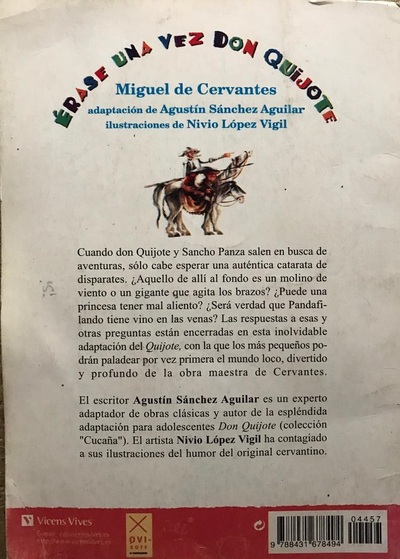 ÉRASE UNA VEZ DON QUIJOTE
Miguel de Cervantes
adaptación de Agustín Sánchez Aguilar
ilustraciones de Nivio López Vigil
Cuando don Quijote y Sancho Panza salen en busca de
aventuras, sólo cabe esperar una auténtica catarata de
disparates. ¿Aquello de allí al fondo es un molino de
viento o un gigante que agita los brazos? ¿Puede una
princesa tener mal aliento? ¿Será verdad que Pandafi-
lando tiene vino en las venas? Las respuestas a esas y
otras preguntas están encerradas en esta inolvidable
adaptación del Quijote, con la que los más pequeños po-
drán paladear por vez primera el mundo loco, divertido
y profundo de la obra maestra de Cervantes.
El escritor Agustín Sánchez Aguilar es un experto
adaptador de obras clásicas y autor de la espléndida
adaptación para adolescentes Don Quijote (colección
"Cucaña"). El artista Nivio López Vigil ha contagiado
a sus ilustraciones del humor del original cervantino.
Vicens Vives
04457
9 788431 678494